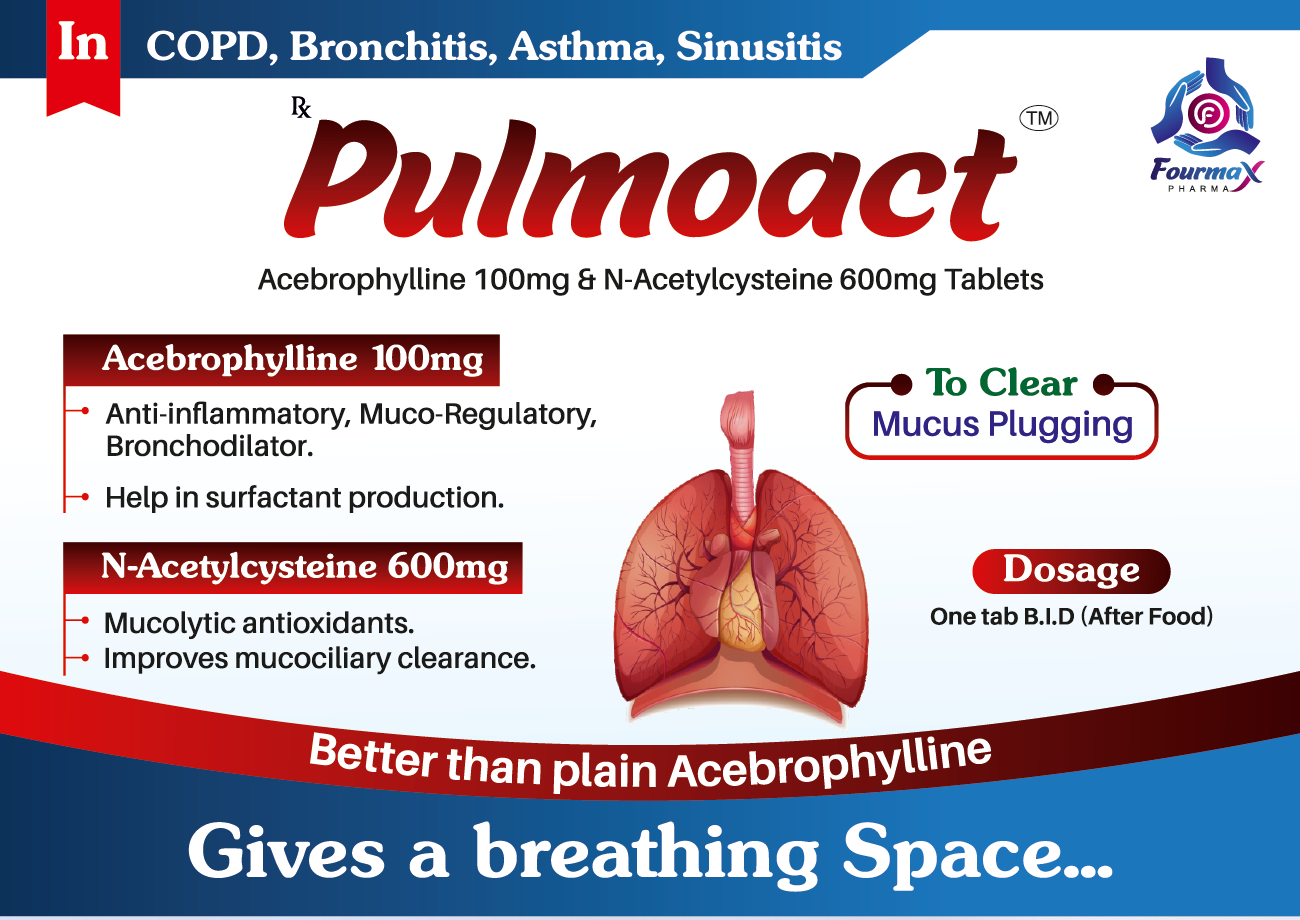 In COPD, Bronchitis, Asthma, Sinusitis
Rx
Pulmoact TM
Fourmax
PHARMA
Acebrophylline 100mg & N-Acetylcysteine 600mg Tablets
Acebrophylline 100mg
Anti-inflammatory, Muco-Regulatory,
Bronchodilator.
Help in surfactant production.
N-Acetylcysteine 600mg
Mucolytic antioxidants.
Improves mucociliary clearance.
To Clear
Mucus Plugging
Dosage
One tab B.I.D (After Food)
Better than plain Acebrophylline
Gives a breathing Space...